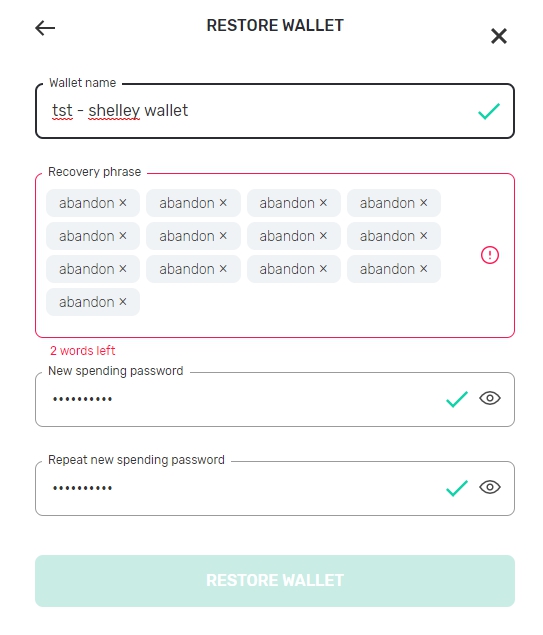 RESTORE WALLET
Wallet name
tst - shelley wallet
Recovery phrase
abandon × abandon × abandon × abandon ×
abandon × abandon × abandon × abandon ×
abandon × abandon × abandon × abandon ×
abandon ×
2 words left
New spending password
••••••••••
Repeat new spending password
••••••••••
RESTORE WALLET